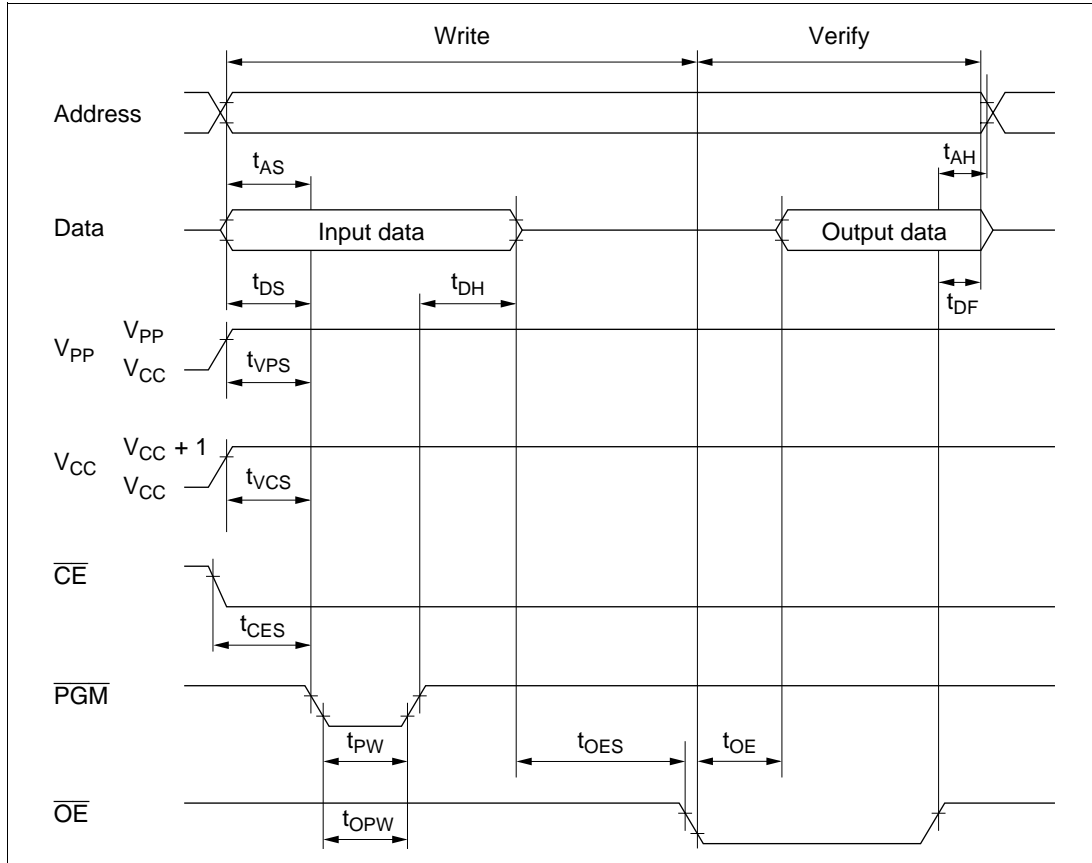 Write Verify
Address
tAS
tAH
Data
Input data
Output data
tDS
tDH
tDF
VPP
VPP
VCC
tVPS
VCC
VCC + 1
VCC
tVCS
CE
tCES
PGM
tPW
tOES
tOE
OE
tOPW